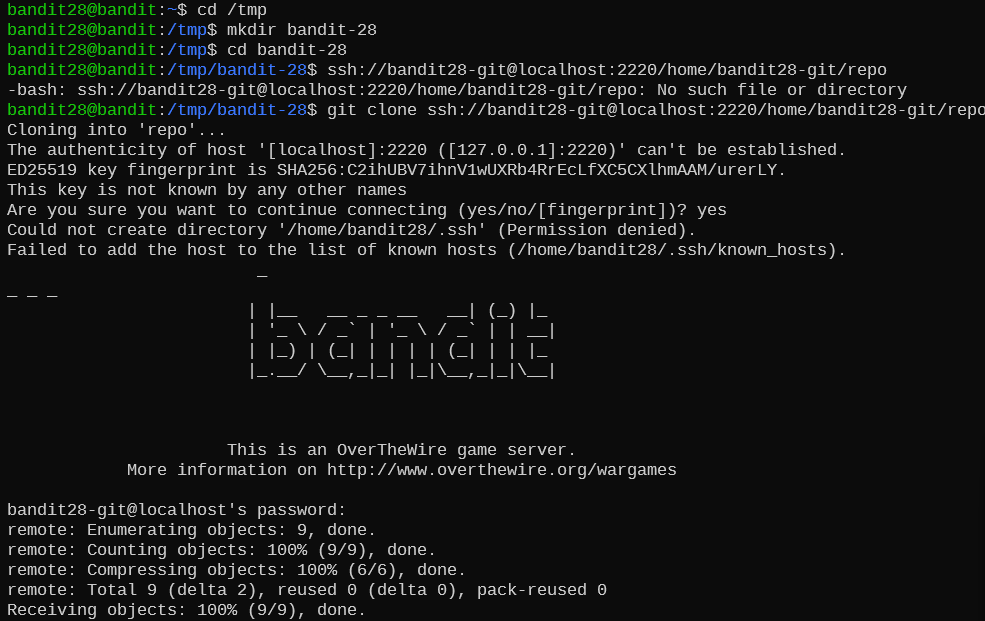 bandit28@bandit:~$ cd /tmp
bandit28@bandit:/tmp$ mkdir bandit-28
bandit28@bandit:/tmp$ cd bandit-28
bandit28@bandit:/tmp/bandit-28$ ssh://bandit28-git@localhost:2220/home/bandit28-git/repo
-bash: ssh://bandit28-git@localhost:2220/home/bandit28-git/repo: No such file or directory
bandit28@bandit:/tmp/bandit-28$ git clone ssh://bandit28-git@localhost:2220/home/bandit28-git/repo
Cloning into 'repo'...
The authenticity of host '[localhost]:2220 ([127.0.0.1]:2220)' can't be established.
ED25519 key fingerprint is SHA256:C2ihUBV7ihnV1wUXRb4RrEcLfXC5CXlhmAAM/urerLY.
This key is not known by any other names
Are you sure you want to continue connecting (yes/no/[fingerprint])? yes
Could not create directory '/home/bandit28/.ssh' (Permission denied).
Failed to add the host to the list of known hosts (/home/bandit28/.ssh/known_hosts).
                         _
_ _ _
                        | |__   __ _ _ __   __| (_) |_
                        | '_ \ / _` | '_ \ / _` | | __|
                        | |_) | (_| | | | | (_| | | |_
                        |_.__/ \__,_|_| |_|\__,_|_|\__|
                      This is an OverTheWire game server.
            More information on http://www.overthewire.org/wargames
bandit28-git@localhost's password:
remote: Enumerating objects: 9, done.
remote: Counting objects: 100% (9/9), done.
remote: Compressing objects: 100% (6/6), done.
remote: Total 9 (delta 2), reused 0 (delta 0), pack-reused 0
Receiving objects: 100% (9/9), done.